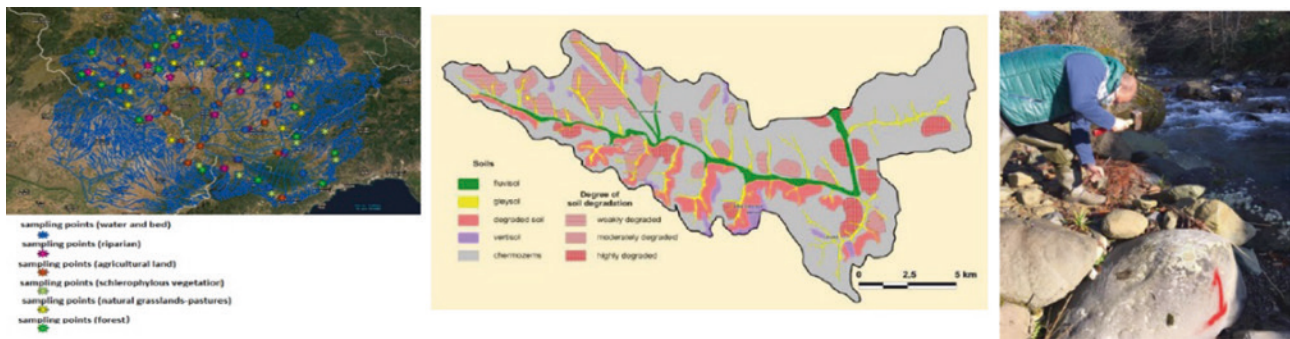 sampling points (water and bed)
sampling points (riparian)
sampling points (agricultural land)
sampling points (schlerophylous vegetation)
sampling points (natural grasslands-pastures)
sampling points (forest)
Soils
fluvisol
gleysol
degraded soil
vertisol
chernozems
Degree of
soil degradation
weakly degraded
moderately degraded
highly degraded
0 2,5 5 km